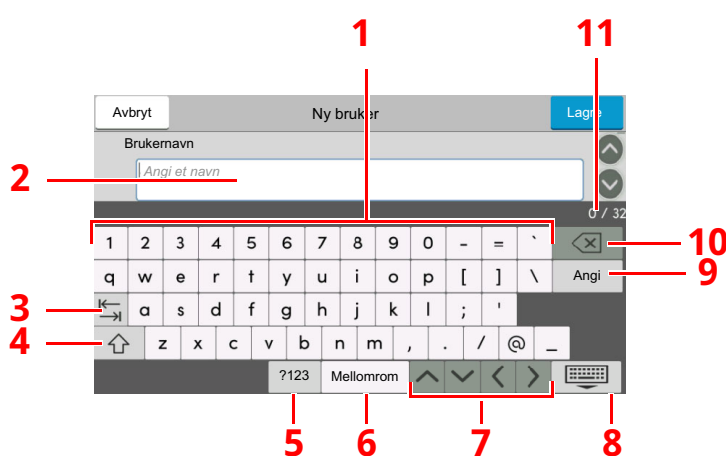 1 11
Avbryt Ny bruker Lagre
Brukernavn
2 Angi et navn
0 / 32
1 2 3 4 5 6 7 8 9 0 - = ` 10
q w e r t y u i o p [ ] \ Angi 9
3 a s d f g h j k l ; '
4 z x c v b n m , . / @ _
?123 Mellomrom
5 6 7 8